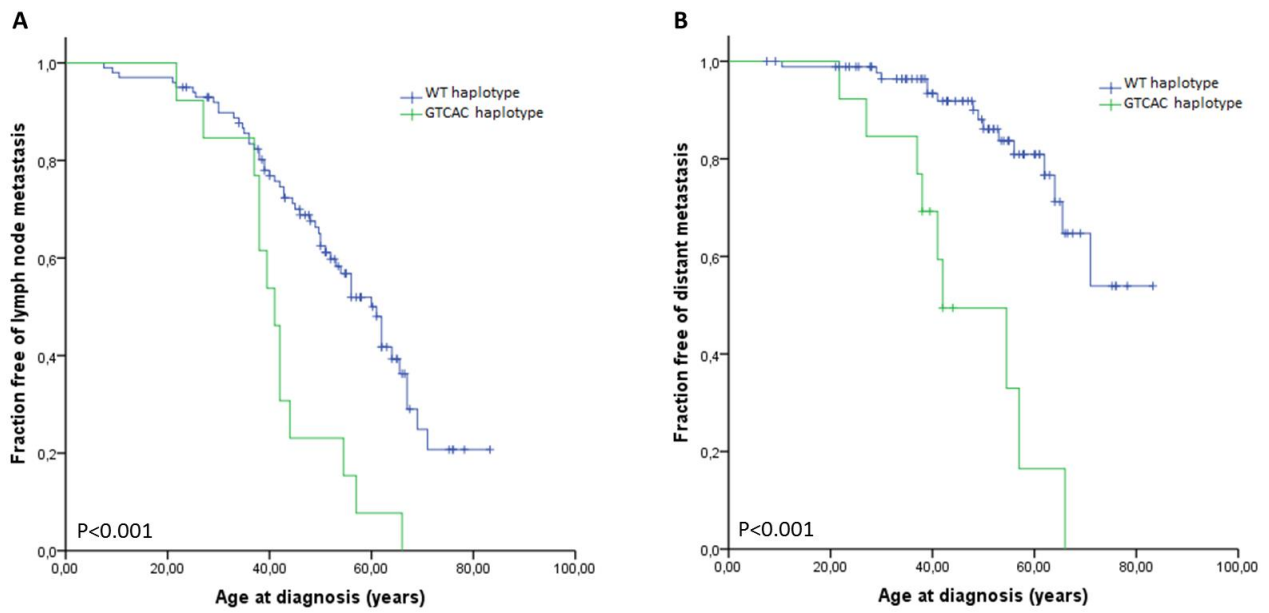 A
Fraction free of lymph node metastasis
1,0
0,8
0,6
0,4
0,2
0,0
WT haplotype
GTCAC haplotype
P<0.001
0,00 20,00 40,00 60,00 80,00 100,00
Age at diagnosis (years)
B
Fraction free of distant metastasis
1,0
0,8
0,6
0,4
0,2
0,0
WT haplotype
GTCAC haplotype
P<0.001
0,00 20,00 40,00 60,00 80,00 100,00
Age at diagnosis (years)